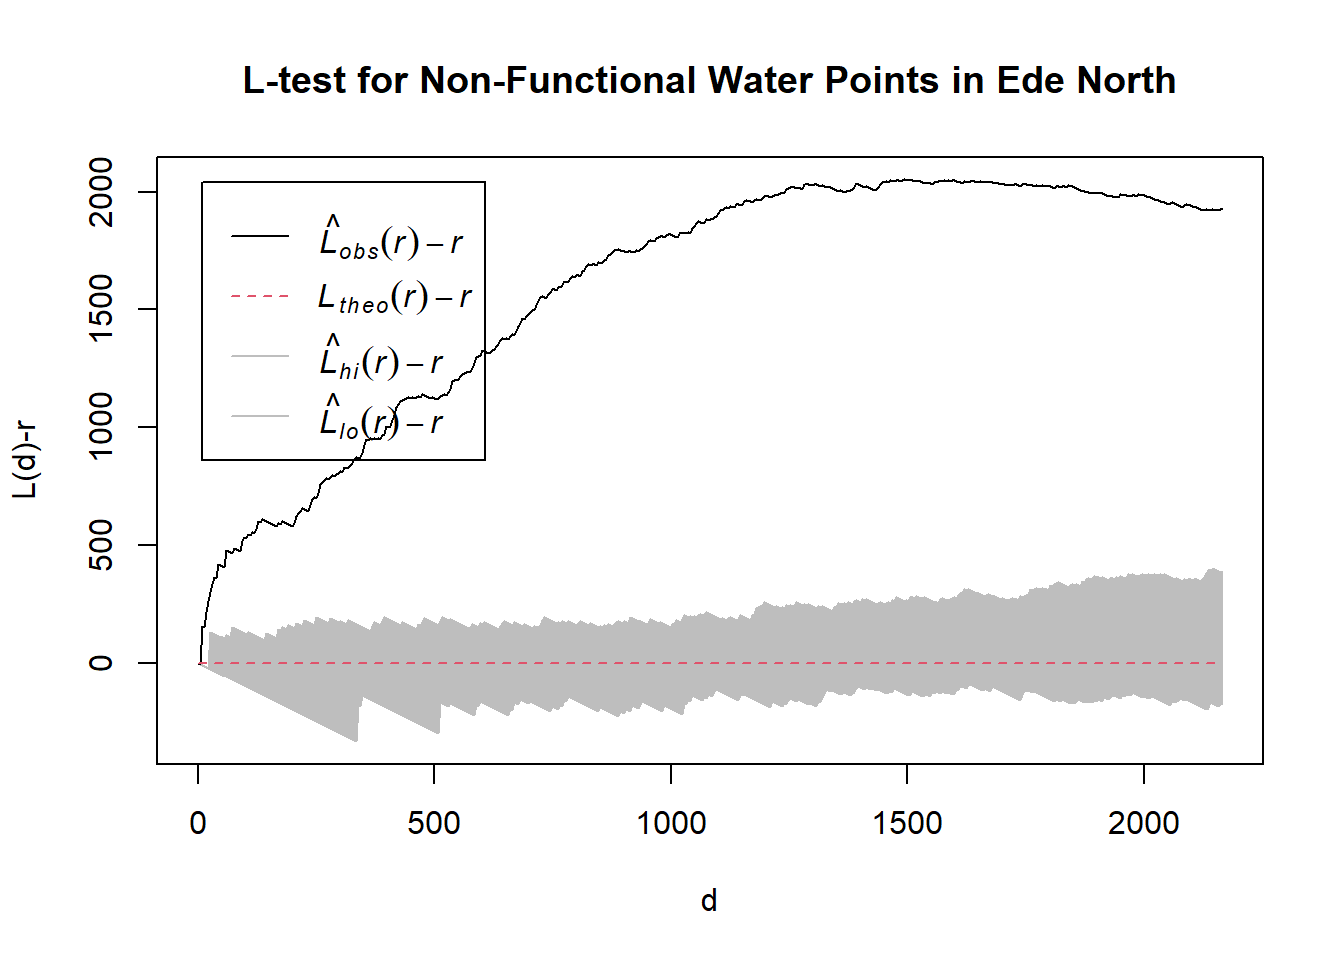 L-test for Non-Functional Water Points in Ede North
L̂obs(r) − r
Ltheo(r) − r
L̂hi(r) − r
L̂lo(r) − r
L(d)-r
2000
1500
1000
500
0
0 500 1000 1500 2000
d